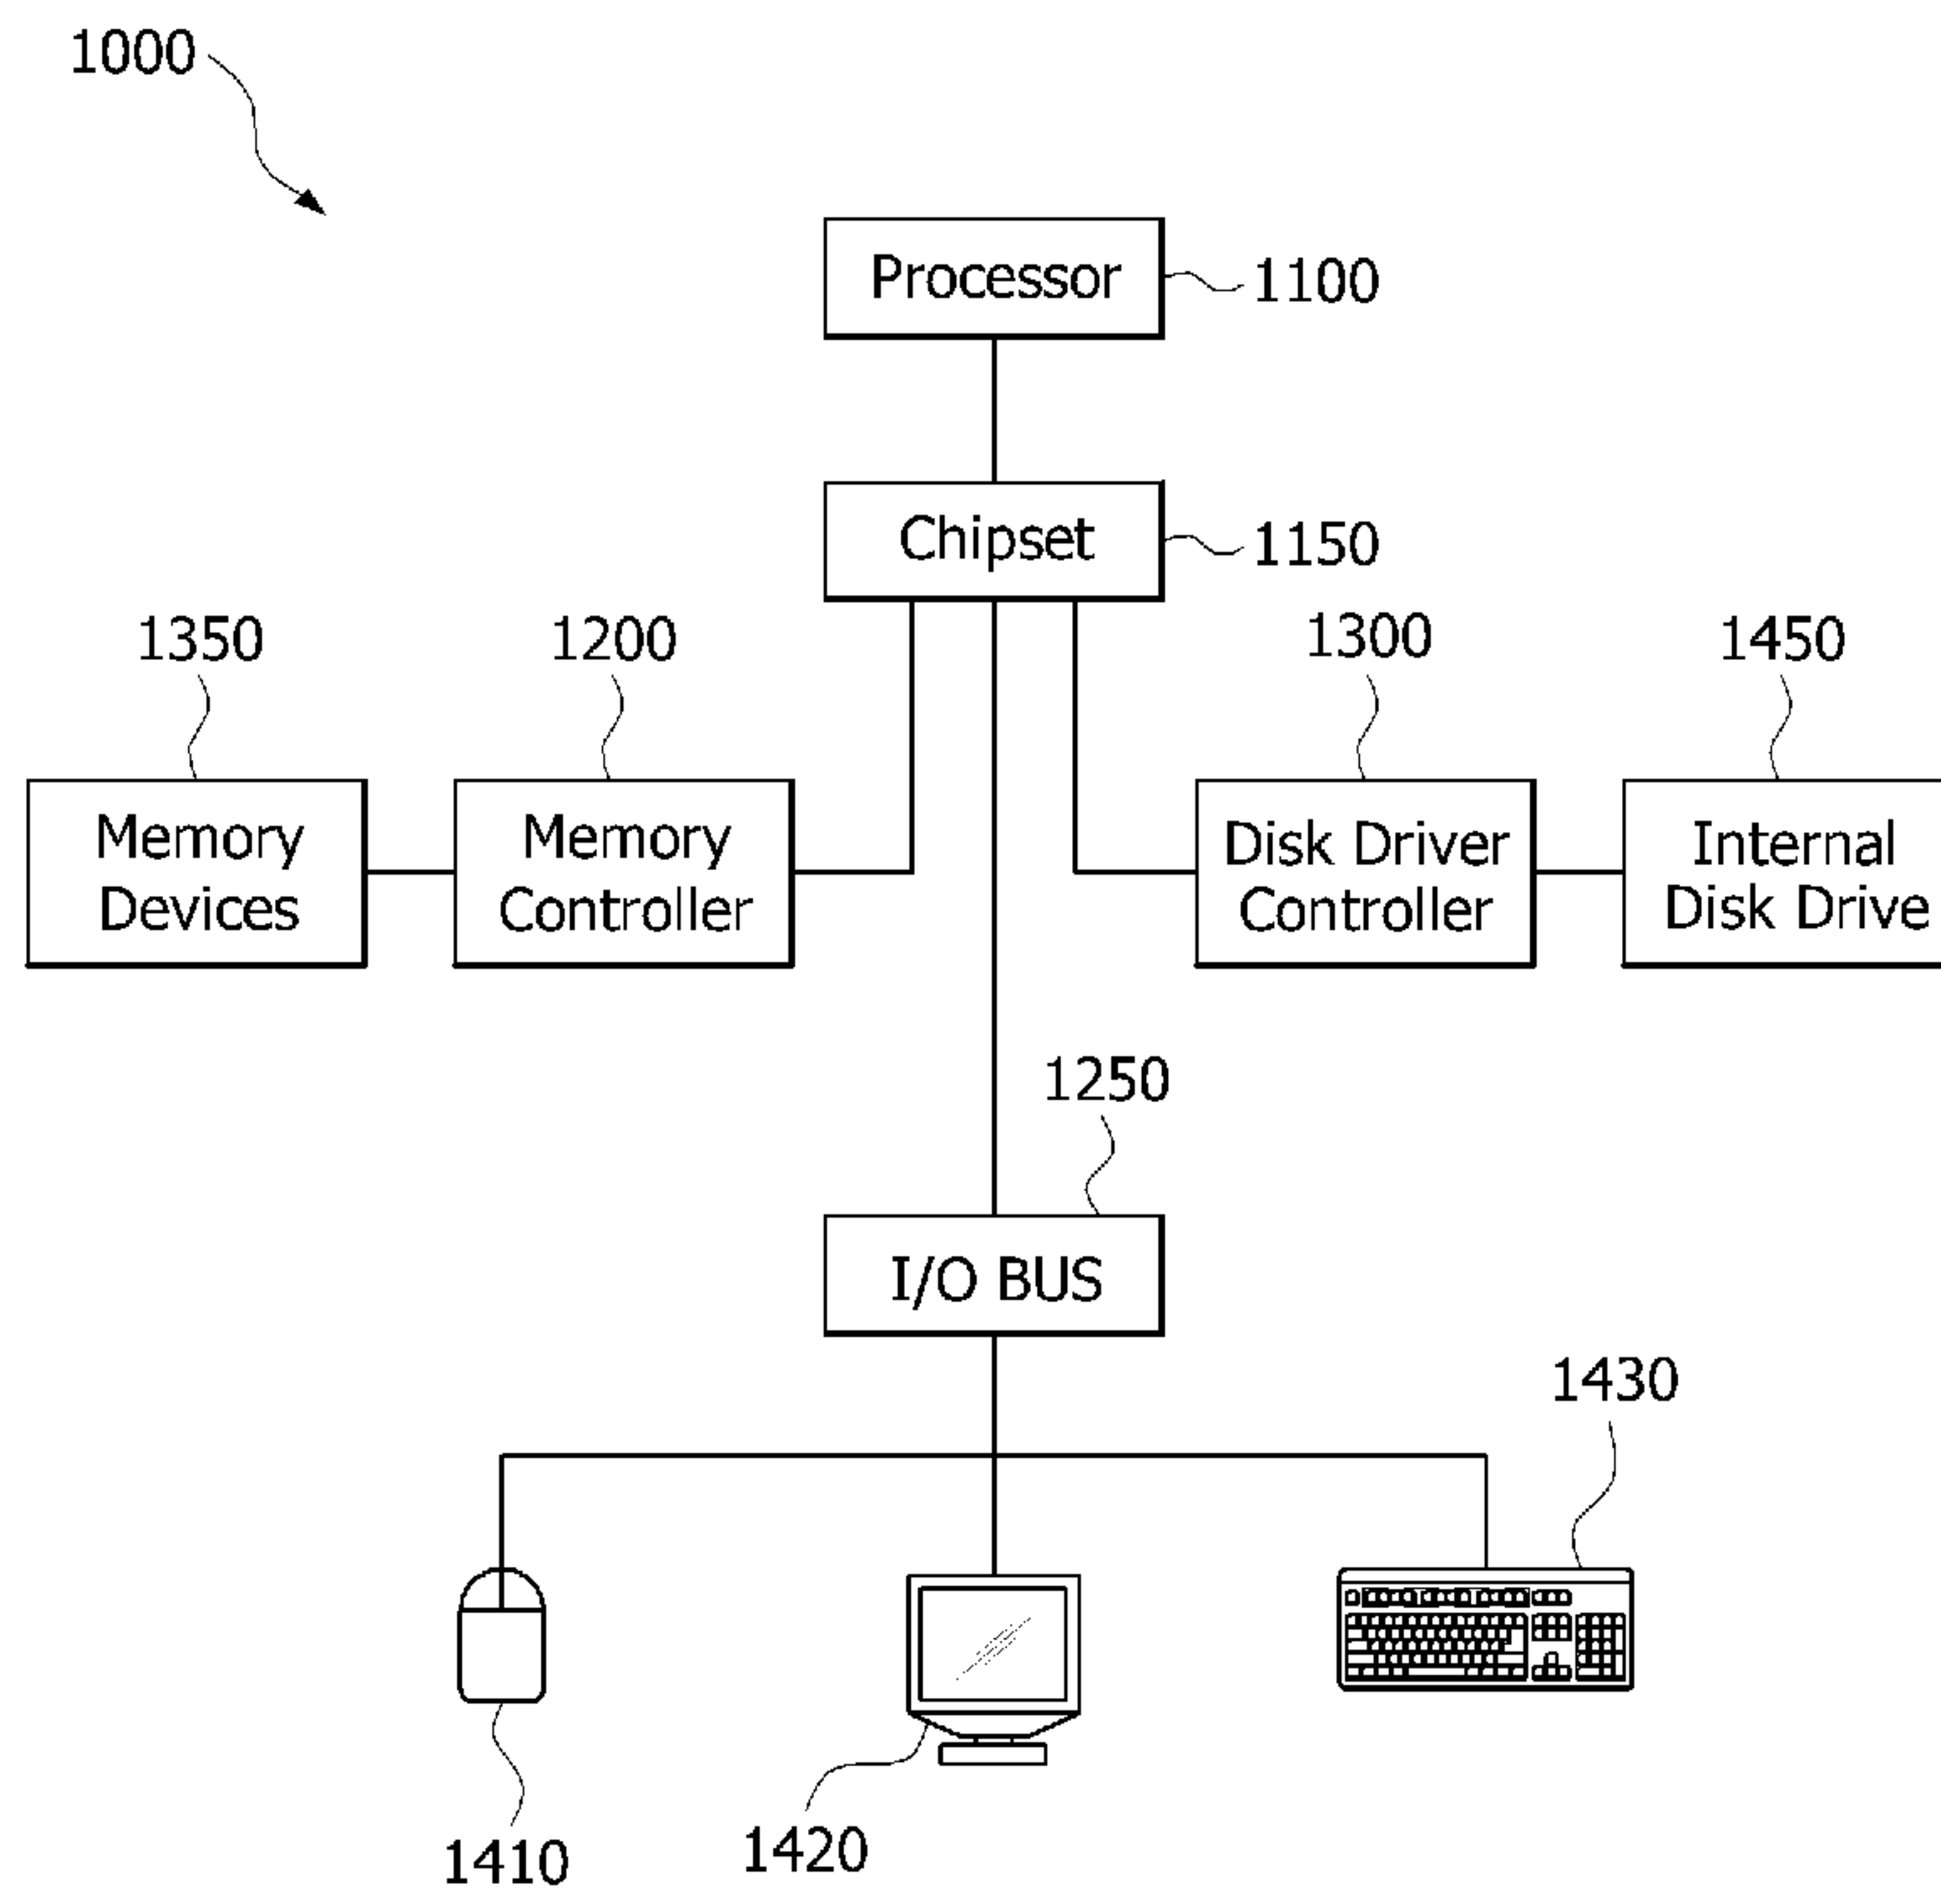 1000
Processor
1100
Chipset
1150
1350
1200
1300
1450
Memory
Devices
Memory
Controller
Disk Driver
Controller
Internal
Disk Drive
1250
I/O BUS
1430
1410
1420